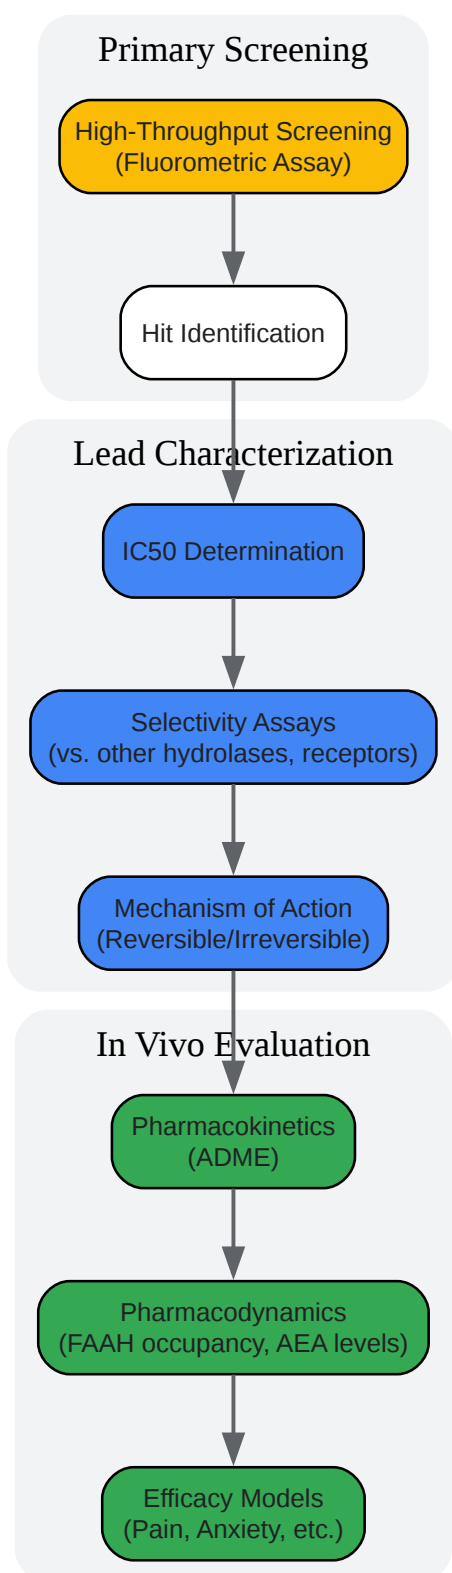 Primary Screening
High-Throughput Screening
(Fluorometric Assay)
Hit Identification
Lead Characterization
IC50 Determination
Selectivity Assays
(vs. other hydrolases, receptors)
Mechanism of Action
(Reversible/Irreversible)
In Vivo Evaluation
Pharmacokinetics
(ADME)
Pharmacodynamics
(FAAH occupancy, AEA levels)
Efficacy Models
(Pain, Anxiety, etc.)